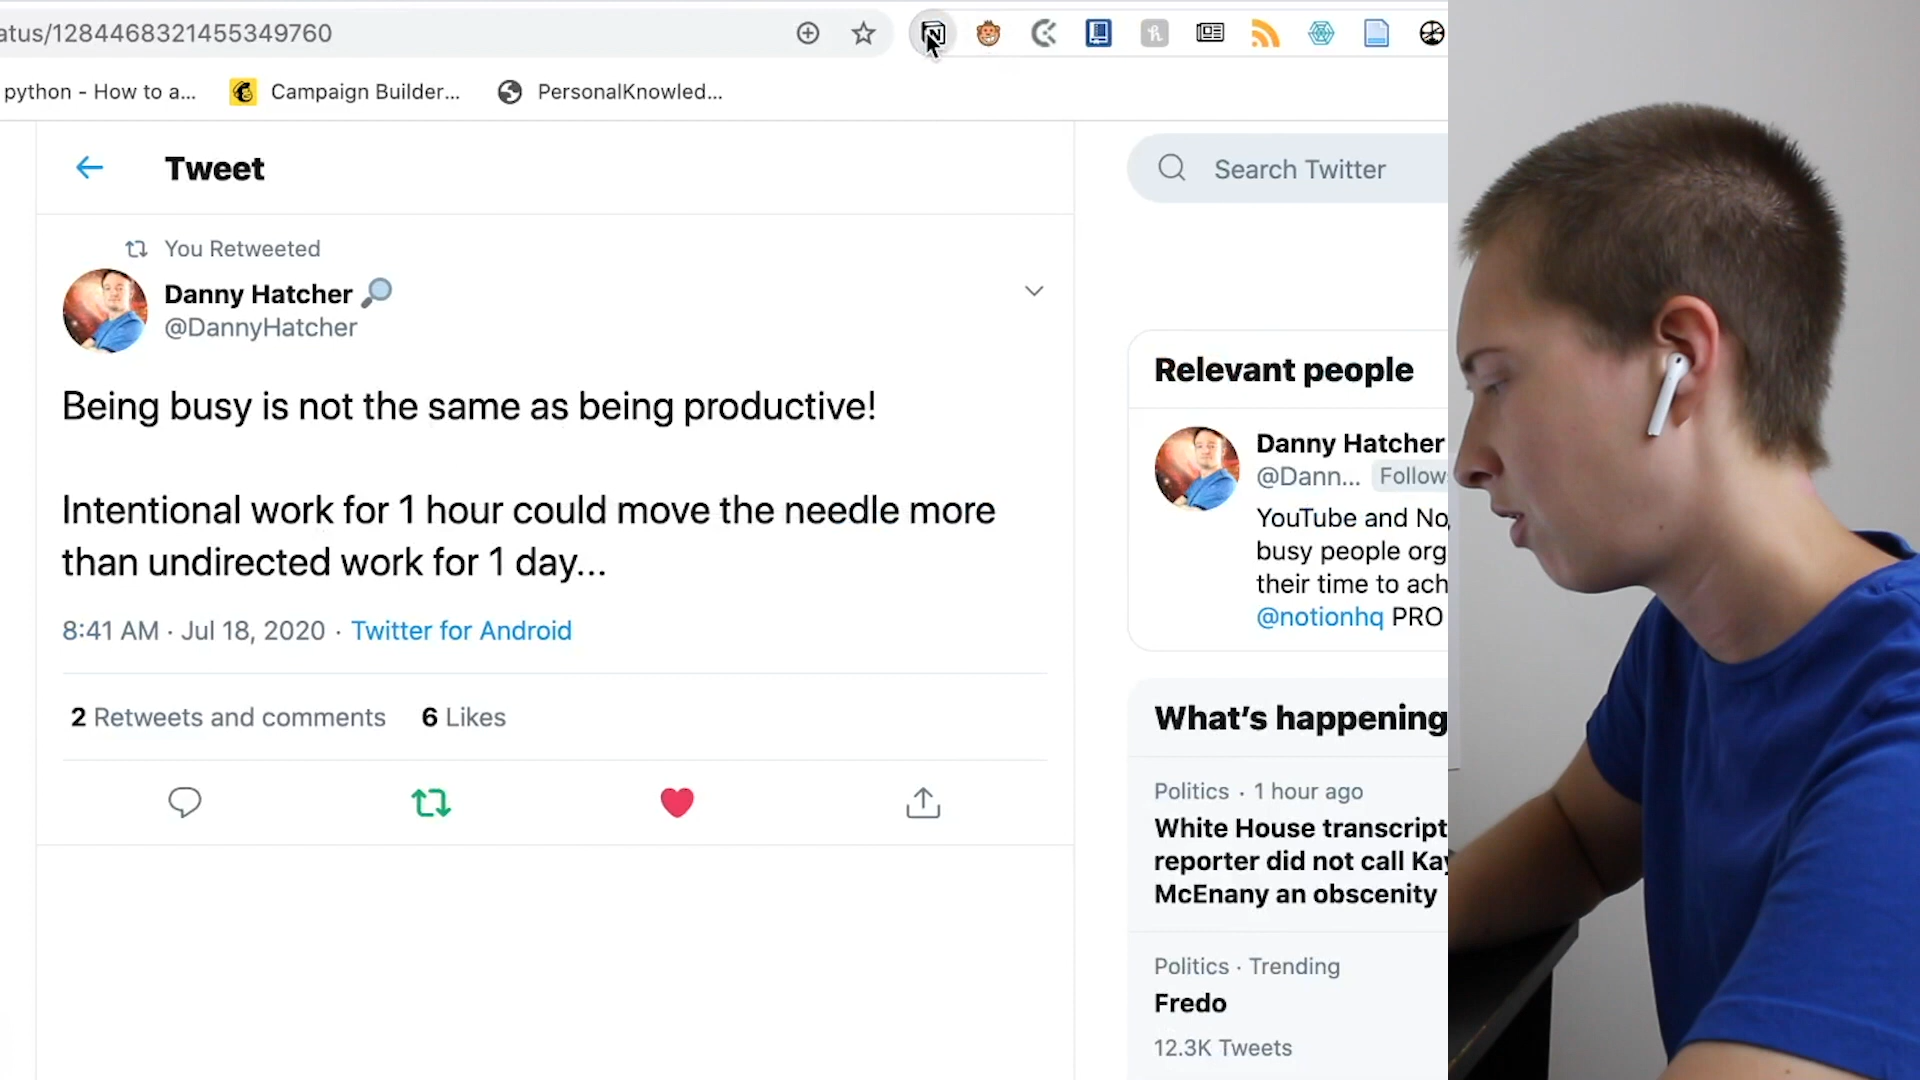 atus/1284468321455349760
python - How to a...
Campaign Builder...
PersonalKnowled...
Tweet
Search Twitter
You Retweeted
Danny Hatcher
@DannyHatcher
Being busy is not the same as being productive!
Intentional work for 1 hour could move the needle more
than undirected work for 1 day...
8:41 AM · Jul 18, 2020 · Twitter for Android
2 Retweets and comments 6 Likes
Relevant people
Danny Hatcher
@Dann... Follow
YouTube and No
busy people org
their time to ach
@notionhq PRO
What's happening
Politics · 1 hour ago
White House transcript
reporter did not call Kay
McEnany an obscenity
Politics · Trending
Fredo
12.3K Tweets